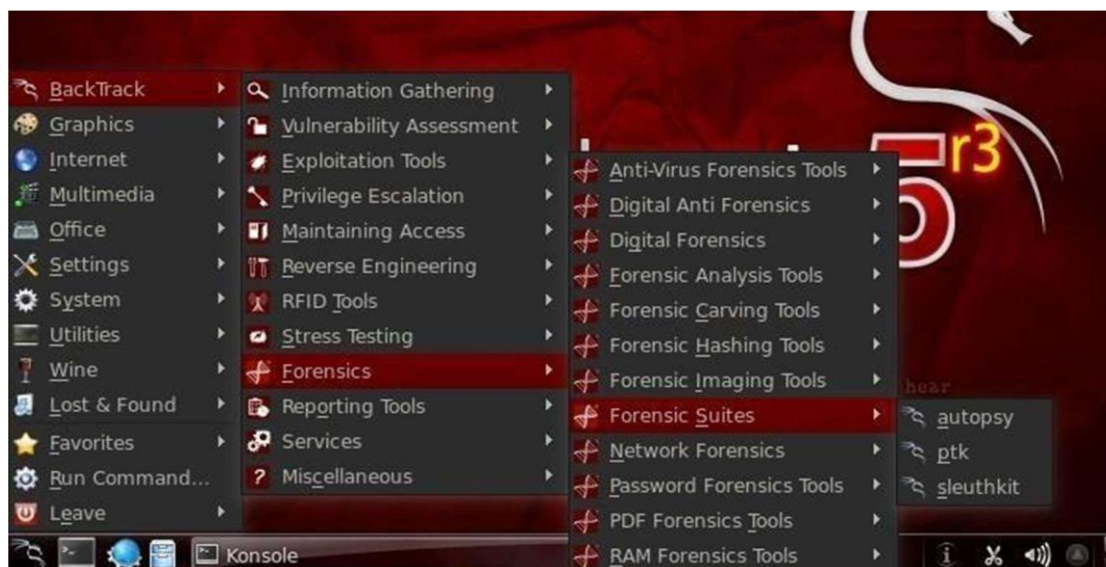 BackTrack
Graphics
Internet
Multimedia
Office
Settings
System
Utilities
Wine
Lost & Found
Favorites
Run Command...
Leave
Information Gathering
Vulnerability Assessment
Exploitation Tools
Privilege Escalation
Maintaining Access
Reverse Engineering
RFID Tools
Stress Testing
Forensics
Reporting Tools
Services
Miscellaneous
Anti-Virus Forensics Tools
Digital Anti Forensics
Digital Forensics
Forensic Analysis Tools
Forensic Carving Tools
Forensic Hashing Tools
Forensic Imaging Tools
Forensic Suites
Network Forensics
Password Forensics Tools
PDF Forensics Tools
RAM Forensics Tools
autopsy
ptk
sleuthkit
5 r3
hear
Konsole